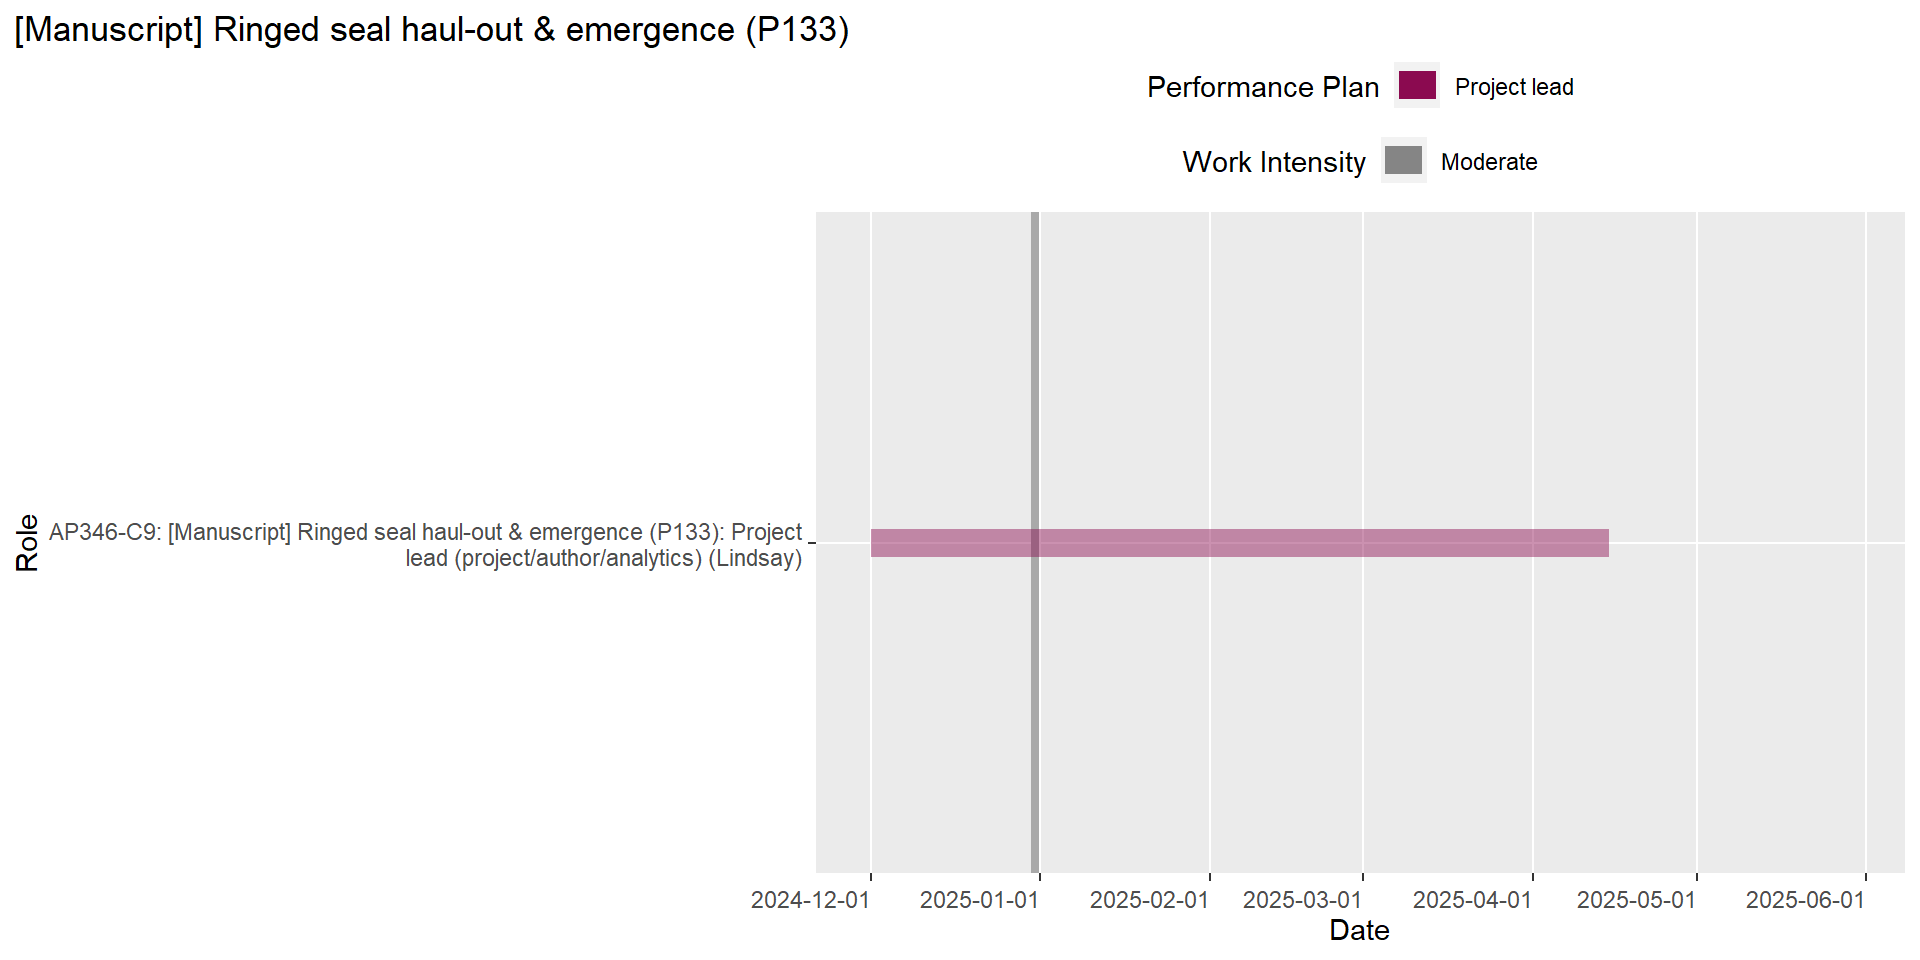 [Manuscript] Ringed seal haul-out & emergence (P133)
Performance Plan Project lead
Work Intensity Moderate
Role
AP346-C9: [Manuscript] Ringed seal haul-out & emergence (P133): Project
lead (project/author/analytics) (Lindsay)
2024-12-01 2025-01-01 2025-02-01 2025-03-01 2025-04-01 2025-05-01 2025-06-01
Date